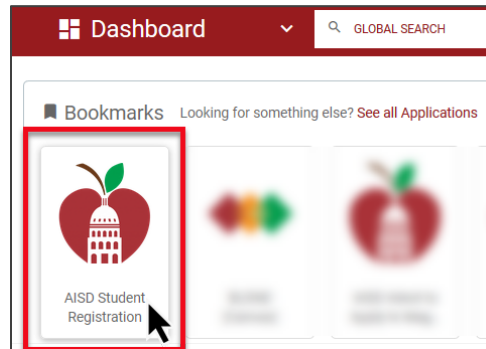 Dashboard
GLOBAL SEARCH
Bookmarks Looking for something else? See all Applications
AISD Student
Registration